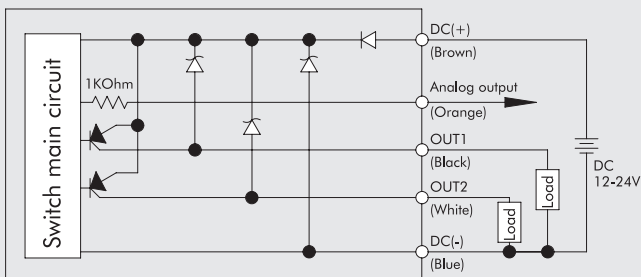 Switch main circuit
1KOhm
DC(+)
(Brown)
Analog output
(Orange)
OUT1
(Black)
OUT2
(White)
DC(-)
(Blue)
Load
Load
DC
12-24V